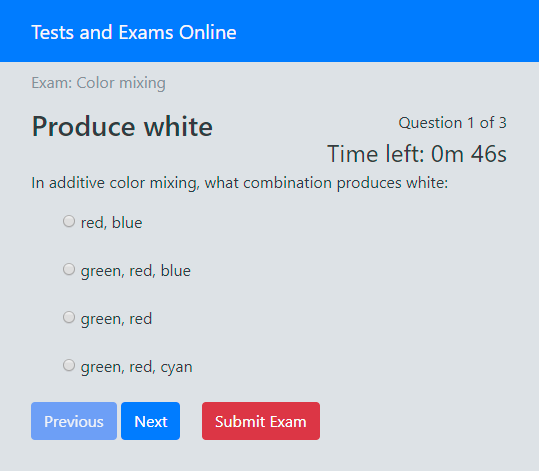 Tests and Exams Online
Exam: Color mixing
Produce white
Question 1 of 3
Time left: 0m 46s
In additive color mixing, what combination produces white:
red, blue
green, red, blue
green, red
green, red, cyan
Previous Next Submit Exam